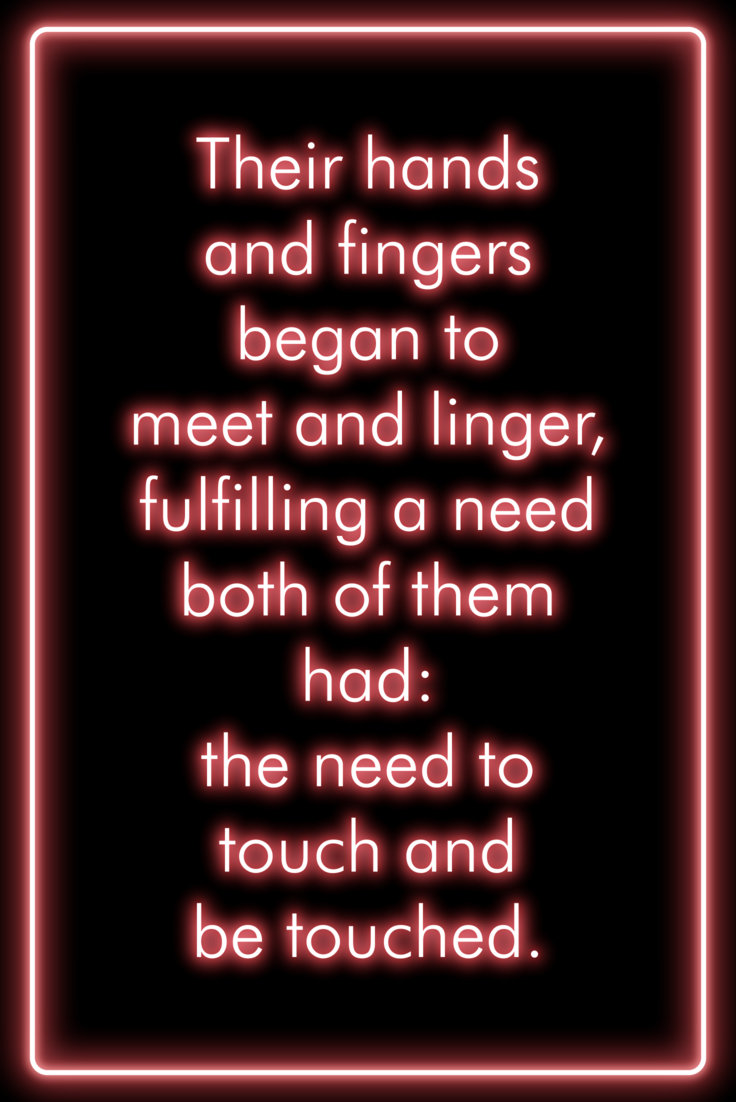 Their hands
and fingers
began to
meet and linger,
fulfilling a need
both of them
had:
the need to
touch and
be touched.